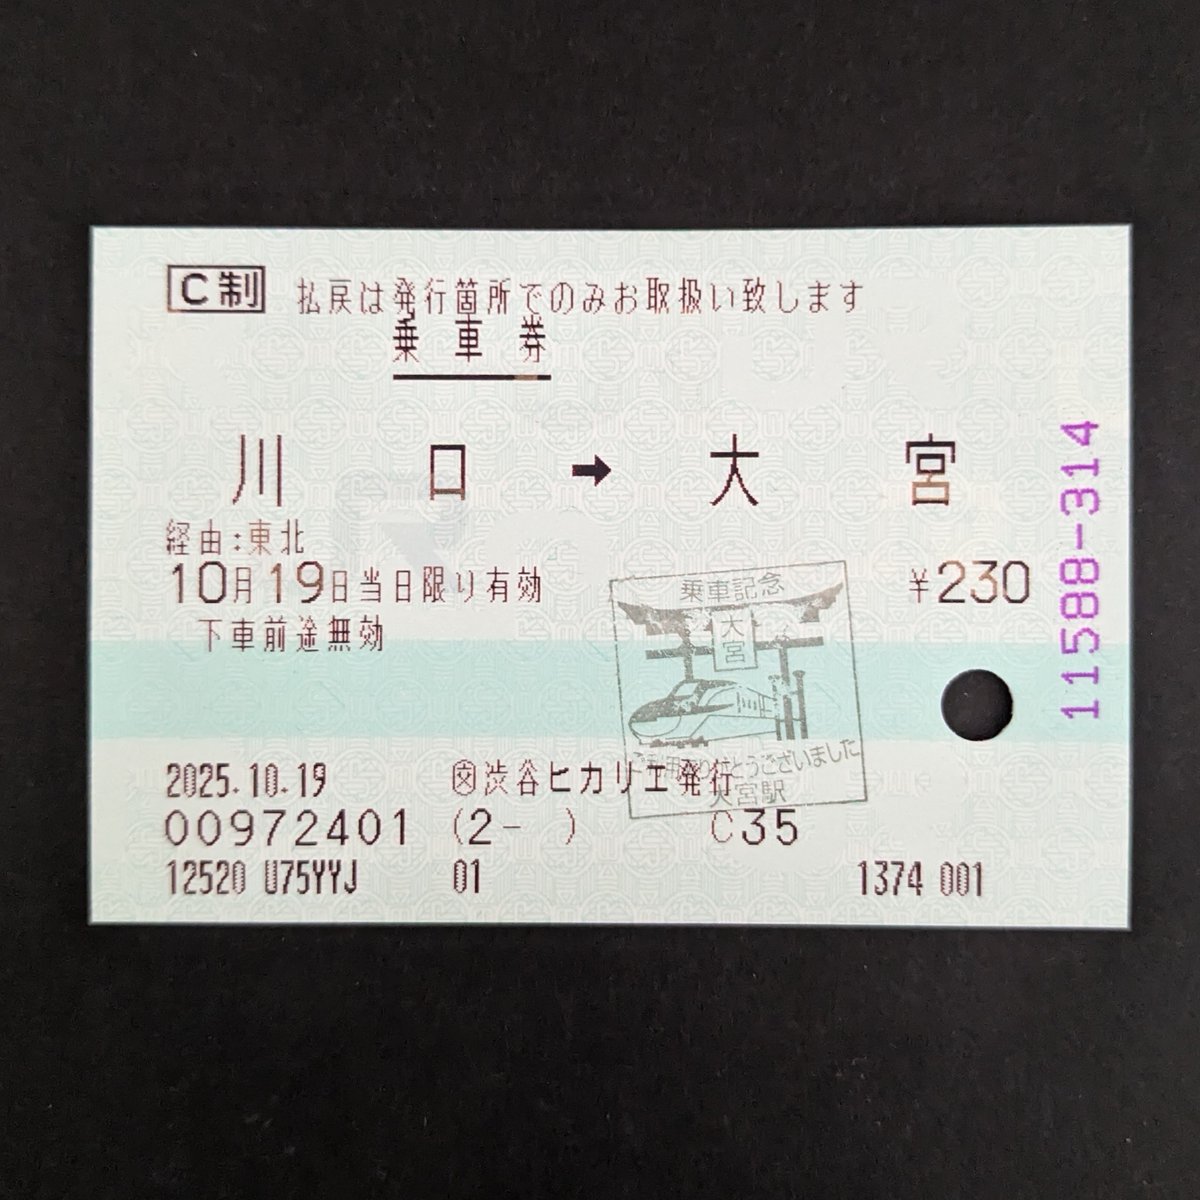 C制 払戻は発行箇所でのみお取扱い致します
乗車券
川口➡大宮
経由:東北
10月19日当日限り有効 ¥230
下車前途無効
乗車記念
大宮
ご利用ありがとうございました
大宮駅
2025.10.19 ㊋渋谷ヒカリエ発行
00972401 (2- ) C35
12520 U75YYJ 01 1374 001
11588-314